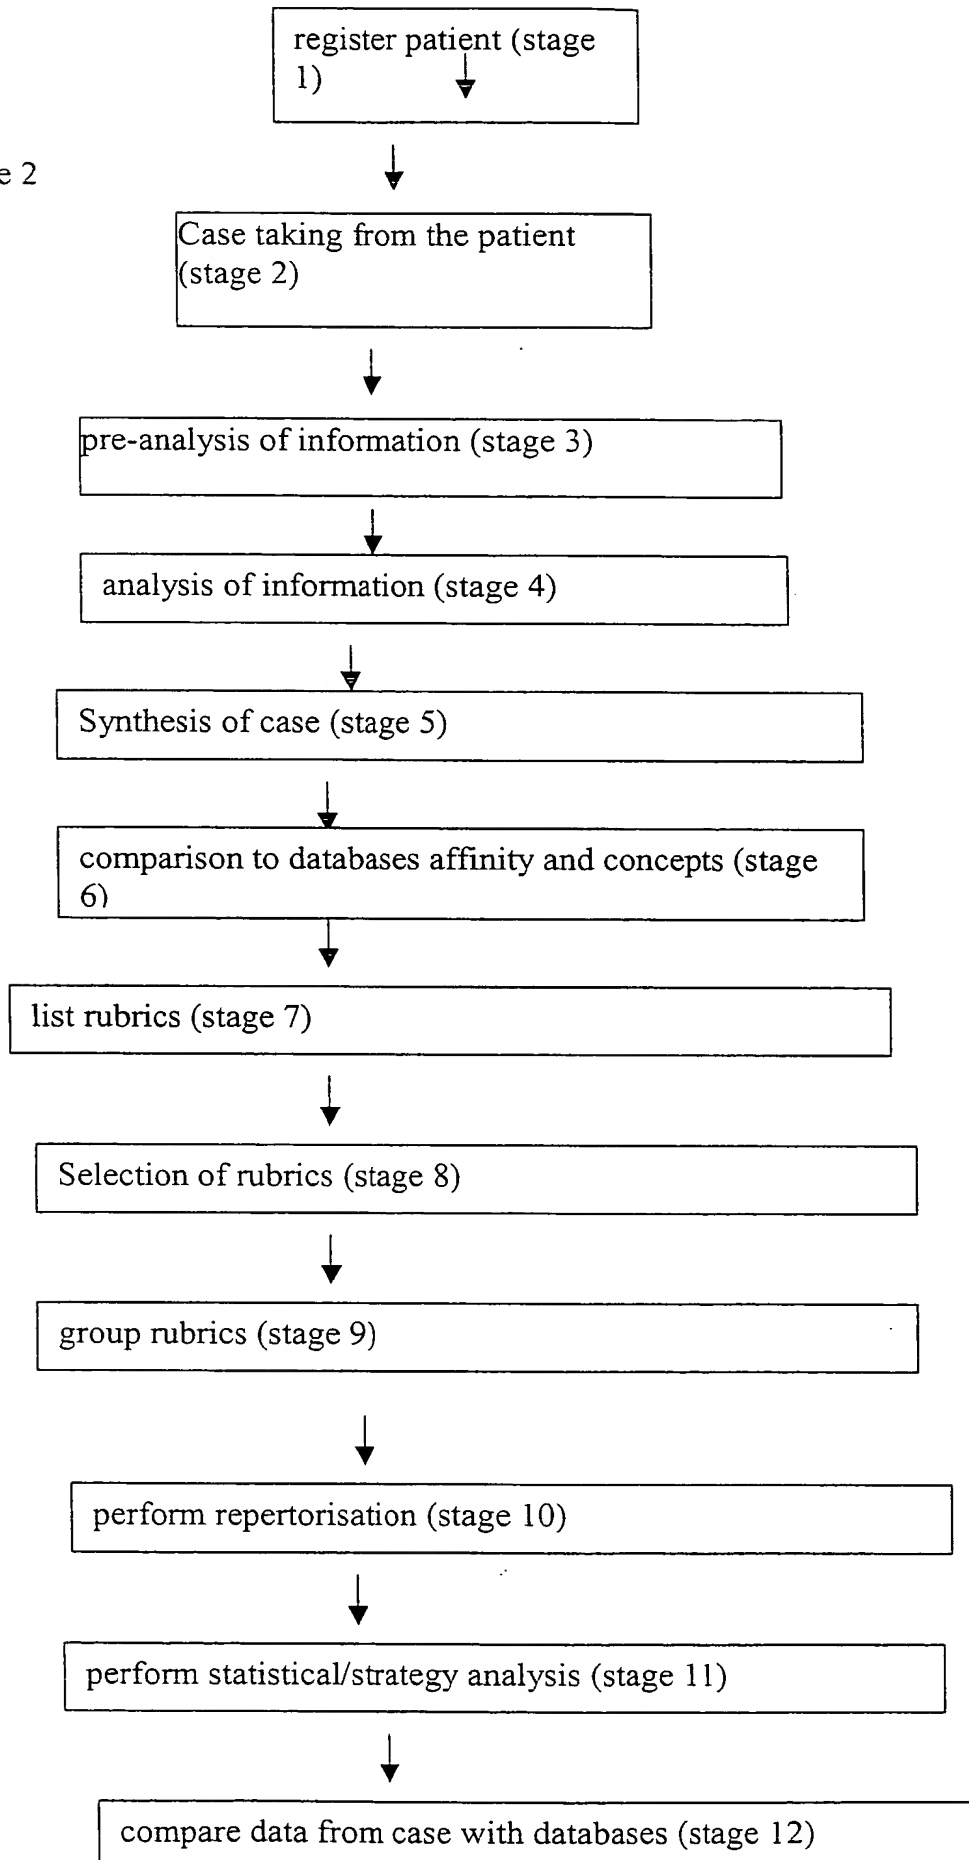 register patient (stage
1)
e 2
Case taking from the patient
(stage 2)
pre-analysis of information (stage 3)
analysis of information (stage 4)
Synthesis of case (stage 5)
comparison to databases affinity and concepts (stage
6)
list rubrics (stage 7)
Selection of rubrics (stage 8)
group rubrics (stage 9)
perform repertorisation (stage 10)
perform statistical/strategy analysis (stage 11)
compare data from case with databases (stage 12)